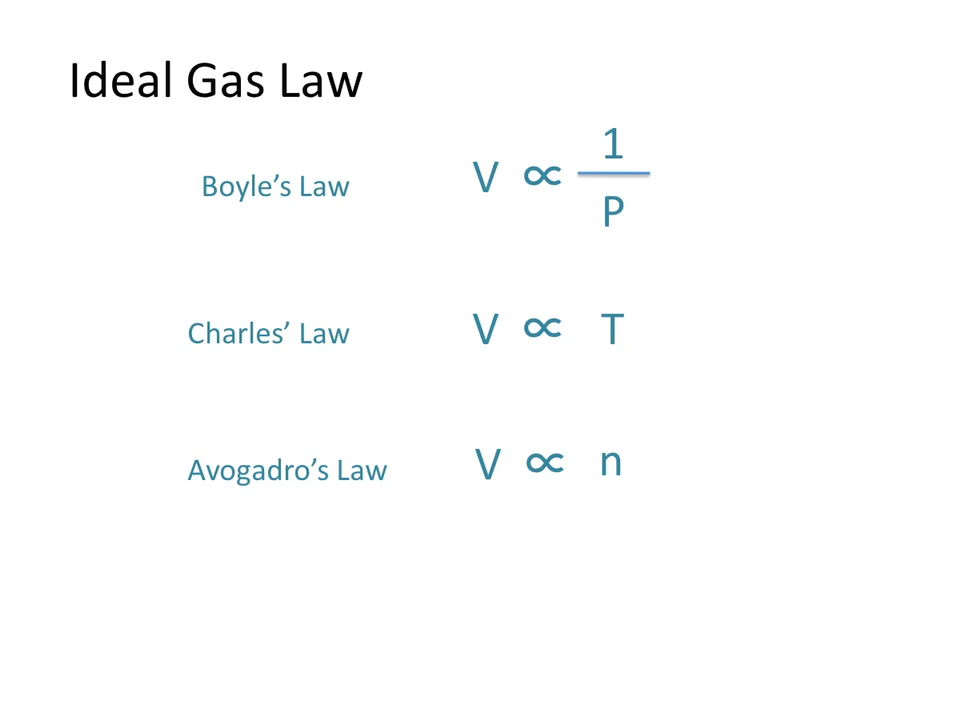 Ideal Gas Law
Boyle’s Law V ∝ 1/P
Charles’ Law V ∝ T
Avogadro’s Law V ∝ n